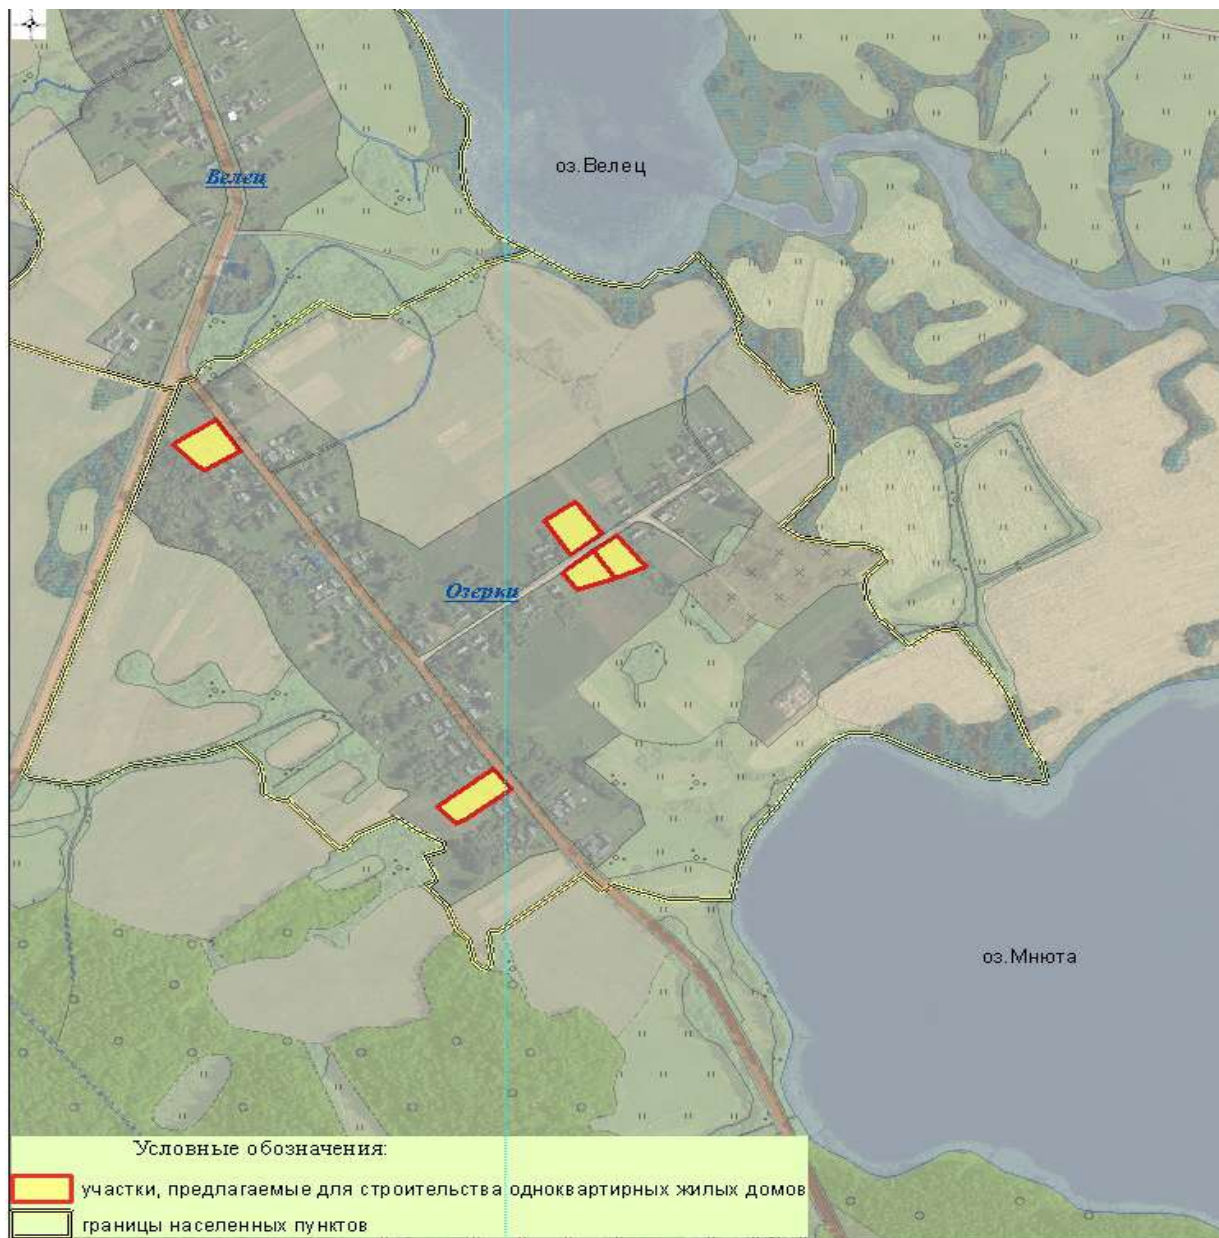 оз.Велец
Велец
Озерки
оз.Мнюта
Условные обозначения:
участки, предлагаемые для строительства одноквартирных жилых домов
границы населенных пунктов